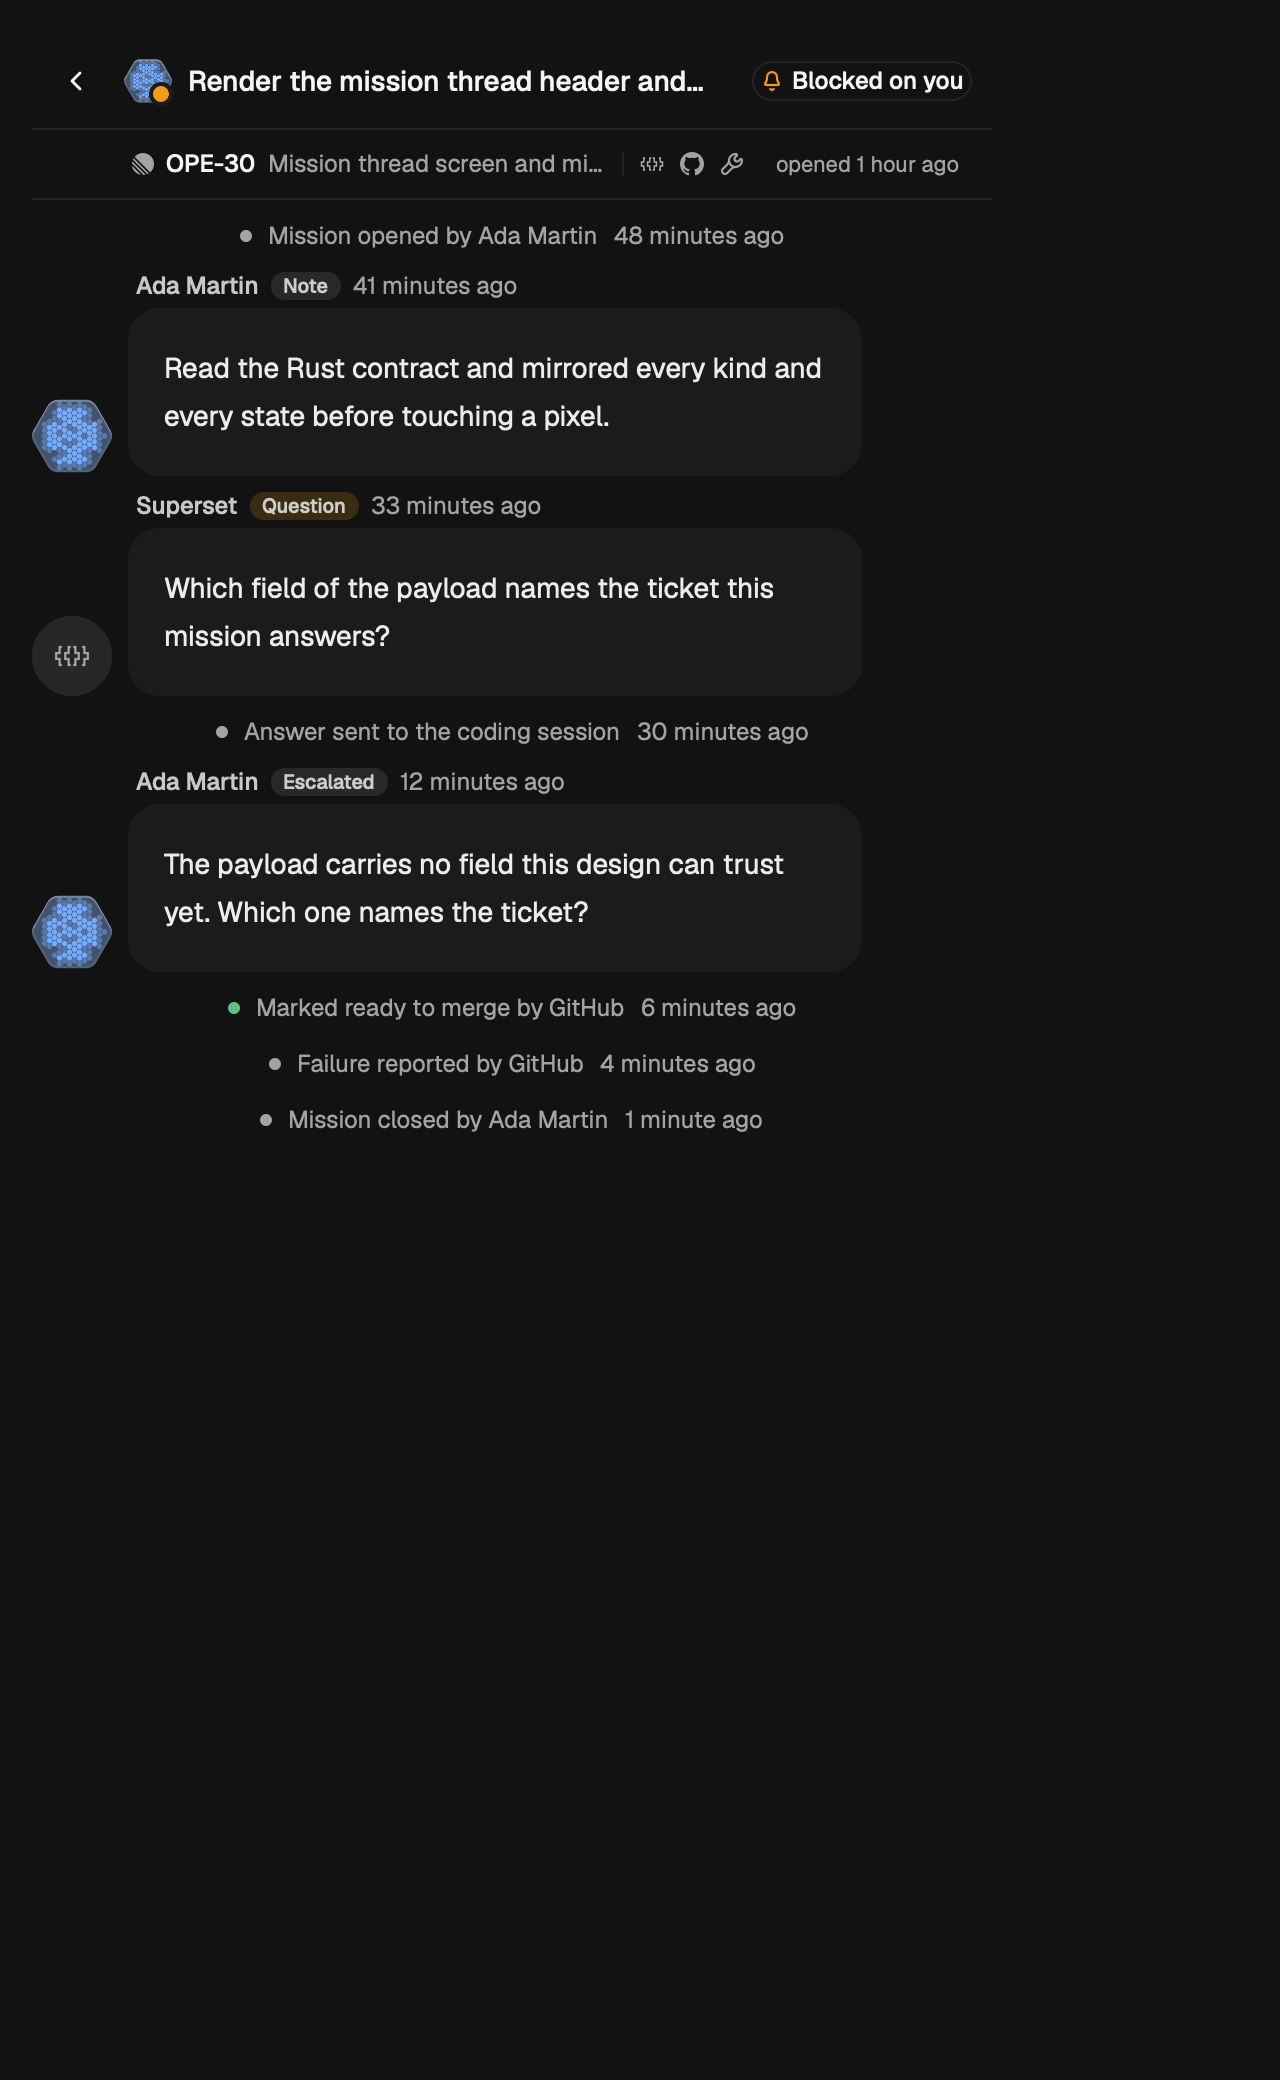 Render the mission thread header and...
Blocked on you
OPE-30 Mission thread screen and mi... opened 1 hour ago
Mission opened by Ada Martin 48 minutes ago
Ada Martin Note 41 minutes ago
Read the Rust contract and mirrored every kind and
every state before touching a pixel.
Superset Question 33 minutes ago
Which field of the payload names the ticket this
mission answers?
Answer sent to the coding session 30 minutes ago
Ada Martin Escalated 12 minutes ago
The payload carries no field this design can trust
yet. Which one names the ticket?
Marked ready to merge by GitHub 6 minutes ago
Failure reported by GitHub 4 minutes ago
Mission closed by Ada Martin 1 minute ago